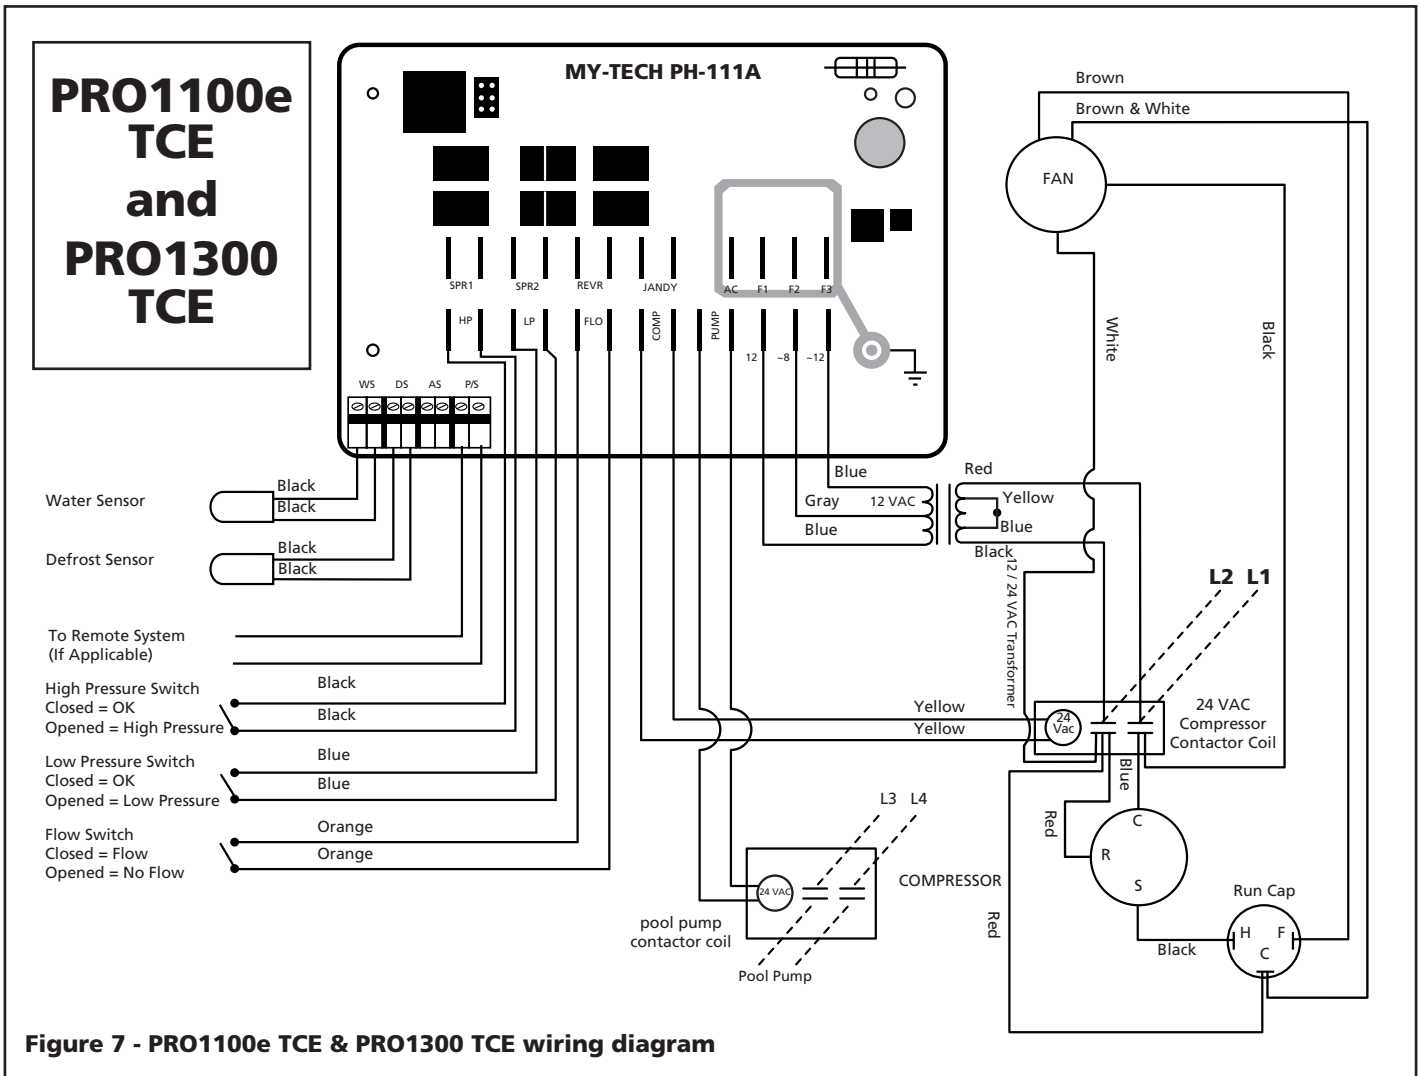 PRO1100e
TCE
and
PRO1300
TCE
MY-TECH PH-111A
SPR1
SPR2
REVR
JANDY
AC
F1
F2
F3
HP
LP
FLO
COMP
PUMP
12
~8
~12
WS
DS
AS
P/S
Brown
Brown & White
FAN
White
Black
Water Sensor
Black
Black
Defrost Sensor
Black
Black
To Remote System
(If Applicable)
High Pressure Switch
Closed = OK
Opened = High Pressure
Black
Black
Low Pressure Switch
Closed = OK
Opened = Low Pressure
Blue
Blue
Flow Switch
Closed = Flow
Opened = No Flow
Orange
Orange
Blue
Gray
12 VAC
Blue
Red
Yellow
Blue
Black
12 / 24 VAC Transformer
L2 L1
Yellow
Yellow
24
Vac
24 VAC
Compressor
Contactor Coil
Blue
Red
C
R
S
COMPRESSOR
L3 L4
24 VAC
pool pump
contactor coil
Pool Pump
Red
Black
Run Cap
H
F
C
Figure 7 - PRO1100e TCE & PRO1300 TCE wiring diagram